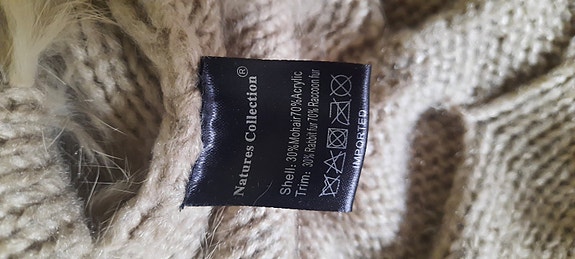 Natures Collection®
Shell: 30%Mohair70%Acrylic
Trim: 30% Rabbit fur 70% Raccoon fur
IMPORTED